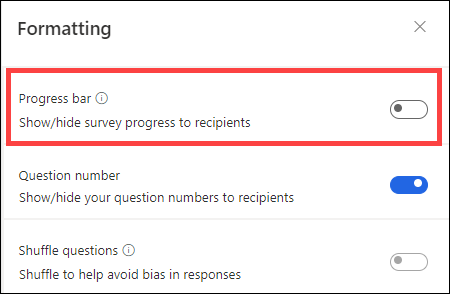 Formatting
Progress bar
Show/hide survey progress to recipients
Question number
Show/hide your question numbers to recipients
Shuffle questions
Shuffle to help avoid bias in responses